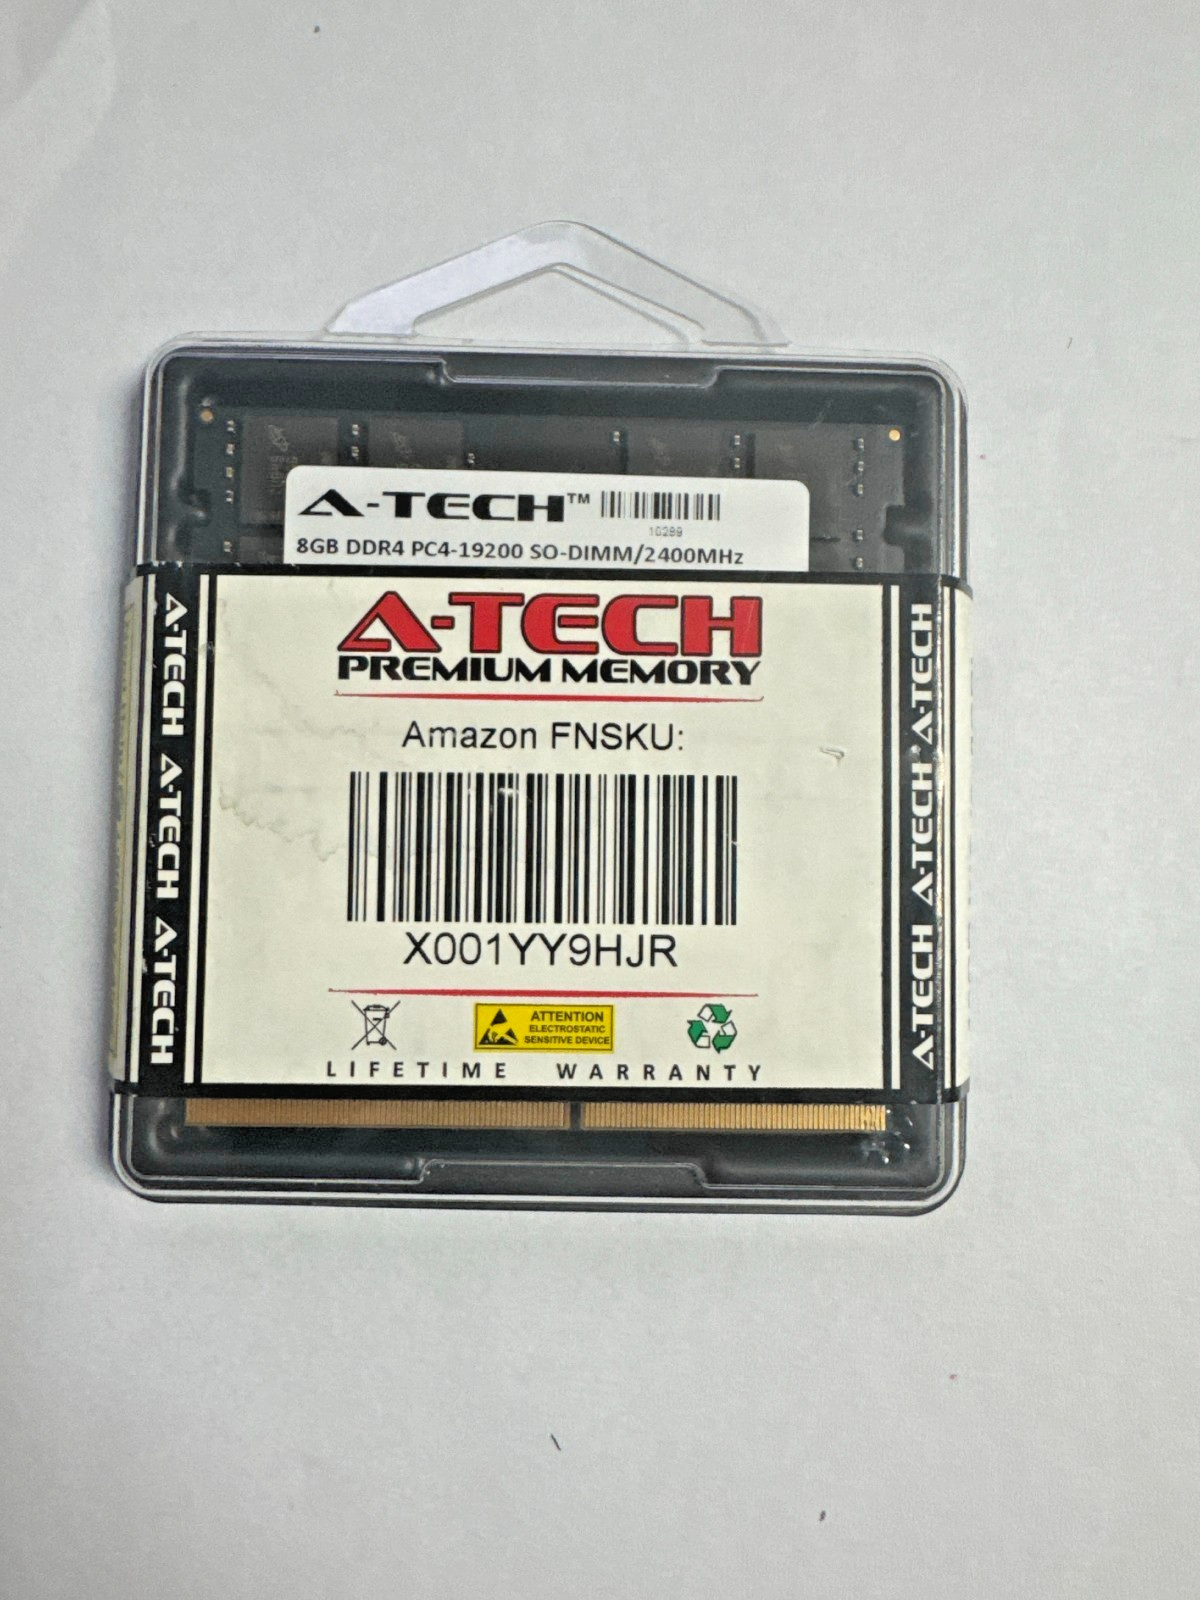 A-TECH™
10289
8GB DDR4 PC4-19200 SO-DIMM/2400MHz
A-TECH
PREMIUM MEMORY
Amazon FNSKU:
X001YY9HJR
ATTENTION
ELECTROSTATIC
SENSITIVE DEVICE
LIFETIME WARRANTY
A-TECH A-TECH A-TECH
A-TECH A-TECH A-TECH